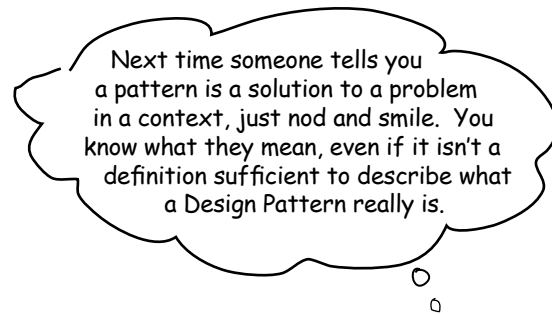 Next time someone tells you
a pattern is a solution to a problem
in a context, just nod and smile.  You
know what they mean, even if it isn't a
definition sufficient to describe what
a Design Pattern really is.